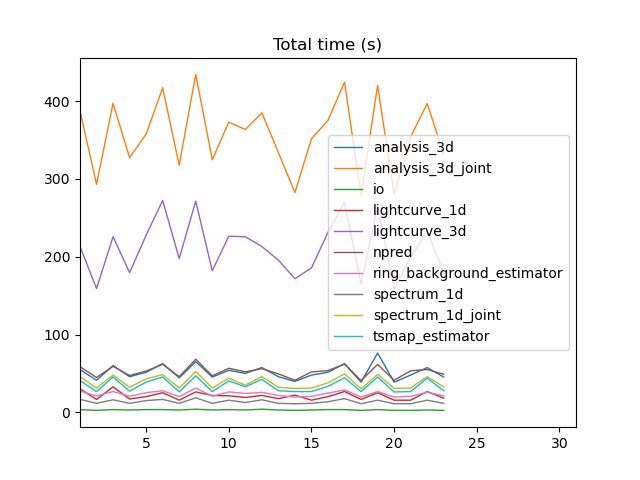 Total time (s)
400
300
200
100
0
analysis_3d
analysis_3d_joint
io
lightcurve_1d
lightcurve_3d
npred
ring_background_estimator
spectrum_1d
spectrum_1d_joint
tsmap_estimator
5 10 15 20 25 30